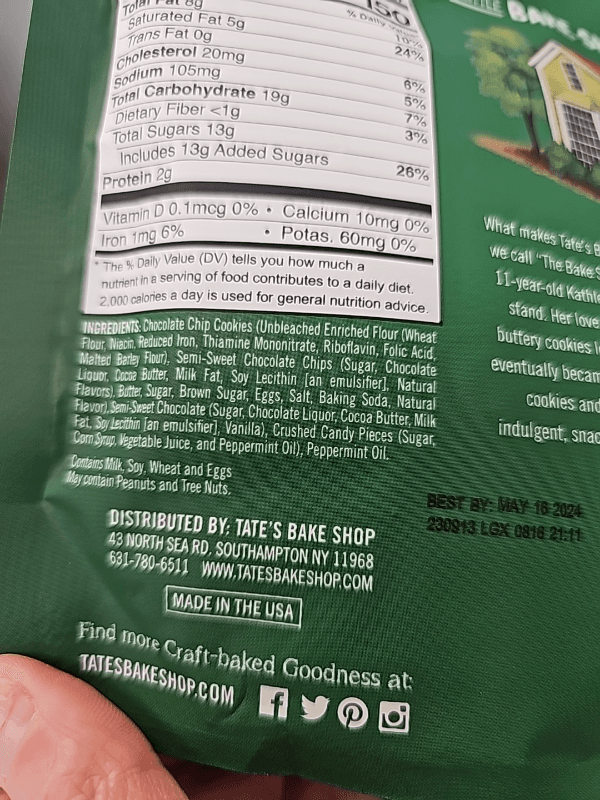 Total Fat 8g
150
% Daily
Saturated Fat 5g
10%
Trans Fat 0g
24%
Cholesterol 20mg
6%
Sodium 105mg
5%
Total Carbohydrate 19g
7%
Dietary Fiber <1g
3%
Total Sugars 13g
Includes 13g Added Sugars
26%
Protein 2g
Vitamin D 0.1mcg 0% • Calcium 10mg 0%
Iron 1mg 6% • Potas. 60mg 0%
* The % Daily Value (DV) tells you how much a
nutrient in a serving of food contributes to a daily diet.
2,000 calories a day is used for general nutrition advice.
INGREDIENTS: Chocolate Chip Cookies (Unbleached Enriched Flour (Wheat
Flour, Niacin, Reduced Iron, Thiamine Mononitrate, Riboflavin, Folic Acid,
Malted Barley Flour), Semi-Sweet Chocolate Chips (Sugar, Chocolate
Liquor, Cocoa Butter, Milk Fat, Soy Lecithin [an emulsifier], Natural
Flavors), Butter, Sugar, Brown Sugar, Eggs, Salt, Baking Soda, Natural
Flavor), Semi-Sweet Chocolate (Sugar, Chocolate Liquor, Cocoa Butter, Milk
Fat, Soy Lecithin [an emulsifier], Vanilla), Crushed Candy Pieces (Sugar,
Corn Syrup, Vegetable Juice, and Peppermint Oil), Peppermint Oil.
Contains Milk, Soy, Wheat and Eggs
May contain Peanuts and Tree Nuts.
DISTRIBUTED BY: TATE'S BAKE SHOP
43 NORTH SEA RD, SOUTHAMPTON NY 11968
631-780-6511 WWW.TATESBAKESHOP.COM
MADE IN THE USA
Find more Craft-baked Goodness at:
TATESBAKESHOP.COM
What makes Tate's B
we call "The Bake S
11-year-old Kathle
stand. Her love
buttery cookies l
eventually becam
cookies and
indulgent, snac
BEST BY: MAY 16 2024
230913 LGX 0816 21:11